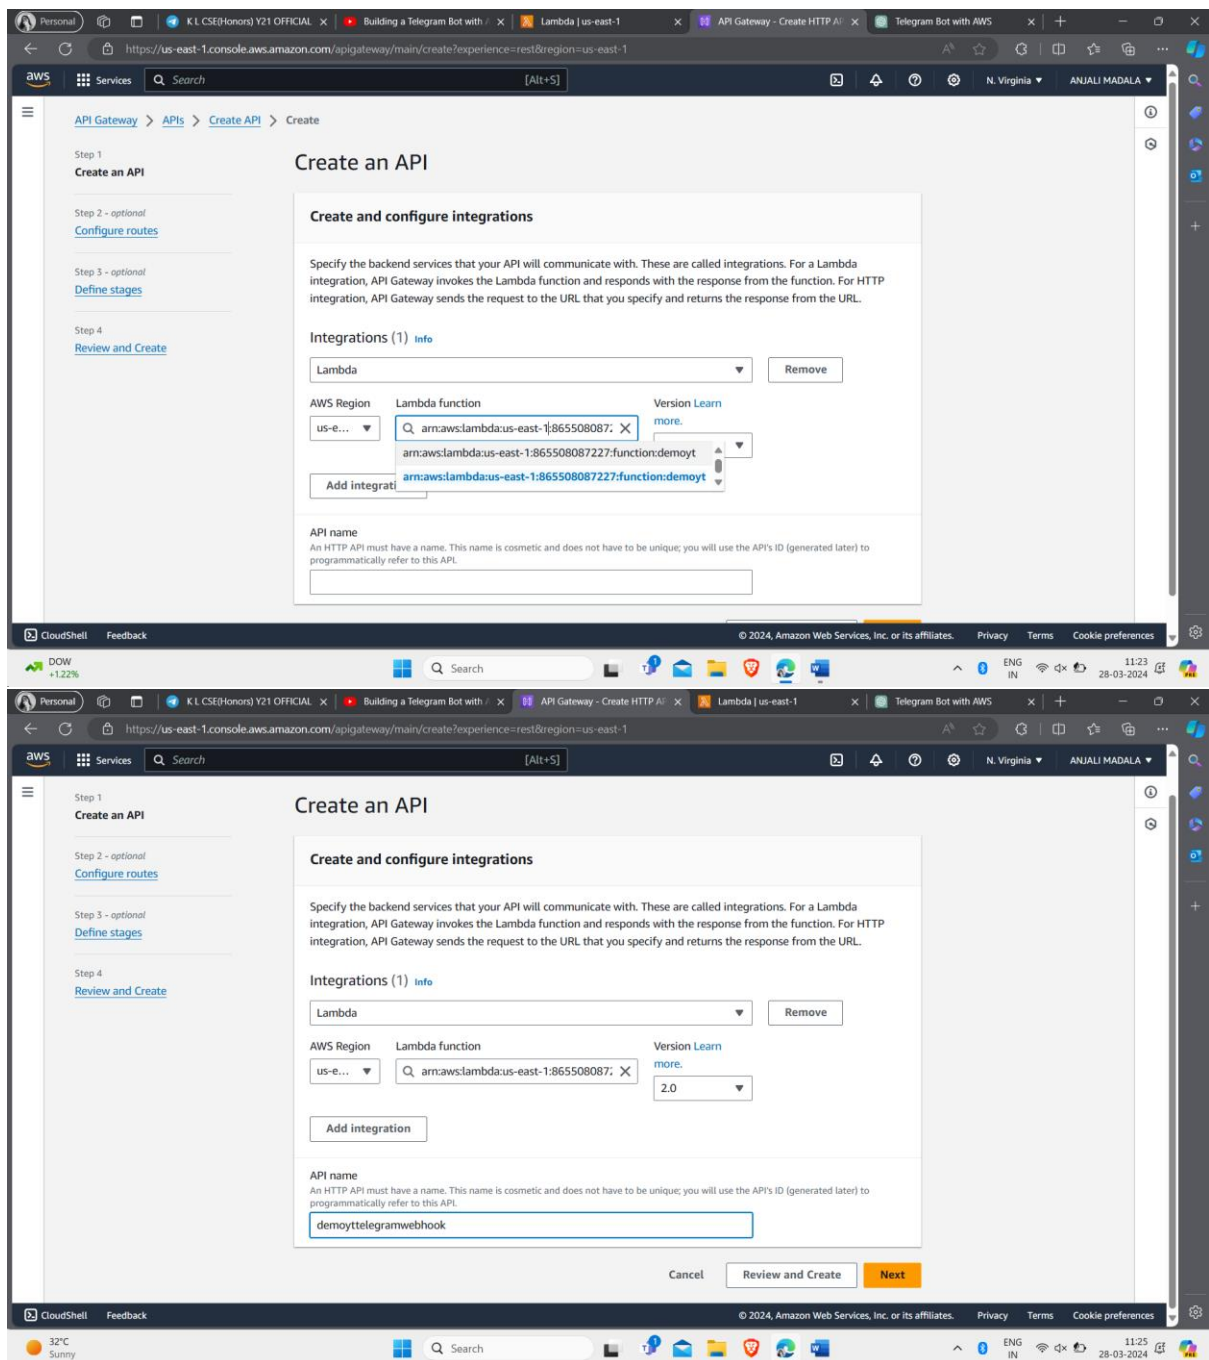 Personal
K L CSE(Honors) Y21 OFFICIAL
Building a Telegram Bot with
Lambda | us-east-1
API Gateway - Create HTTP AP
Telegram Bot with AWS
https://us-east-1.console.aws.amazon.com/apigateway/main/create?experience=rest&region=us-east-1
aws
Services
Search
[Alt+S]
N. Virginia
ANJALI MADALA
API Gateway > APIs > Create API > Create
Step 1
Create an API
Step 2 - optional
Configure routes
Step 3 - optional
Define stages
Step 4
Review and Create
Create an API
Create and configure integrations
Specify the backend services that your API will communicate with. These are called integrations. For a Lambda
integration, API Gateway invokes the Lambda function and responds with the response from the function. For HTTP
integration, API Gateway sends the request to the URL that you specify and returns the response from the URL.
Integrations (1) Info
Lambda
Remove
AWS Region
Lambda function
Version Learn
more.
us-e...
arn:aws:lambda:us-east-1:865508087
arn:aws:lambda:us-east-1:865508087227:function:demoyt
arn:aws:lambda:us-east-1:865508087227:function:demoyt
Add integrati
API name
An HTTP API must have a name. This name is cosmetic and does not have to be unique; you will use the API's ID (generated later) to
programmatically refer to this API.
CloudShell
Feedback
© 2024, Amazon Web Services, Inc. or its affiliates.
Privacy
Terms
Cookie preferences
DOW
+1.22%
Search
ENG
IN
11:23
28-03-2024
Personal
K L CSE(Honors) Y21 OFFICIAL
Building a Telegram Bot with
API Gateway - Create HTTP AP
Lambda | us-east-1
Telegram Bot with AWS
https://us-east-1.console.aws.amazon.com/apigateway/main/create?experience=rest&region=us-east-1
aws
Services
Search
[Alt+S]
N. Virginia
ANJALI MADALA
Step 1
Create an API
Step 2 - optional
Configure routes
Step 3 - optional
Define stages
Step 4
Review and Create
Create an API
Create and configure integrations
Specify the backend services that your API will communicate with. These are called integrations. For a Lambda
integration, API Gateway invokes the Lambda function and responds with the response from the function. For HTTP
integration, API Gateway sends the request to the URL that you specify and returns the response from the URL.
Integrations (1) Info
Lambda
Remove
AWS Region
Lambda function
Version Learn
more.
us-e...
arn:aws:lambda:us-east-1:865508087
2.0
Add integration
API name
An HTTP API must have a name. This name is cosmetic and does not have to be unique; you will use the API's ID (generated later) to
programmatically refer to this API.
demoyttelegramwebhook
Cancel
Review and Create
Next
CloudShell
Feedback
© 2024, Amazon Web Services, Inc. or its affiliates.
Privacy
Terms
Cookie preferences
32°C
Sunny
Search
ENG
IN
11:25
28-03-2024